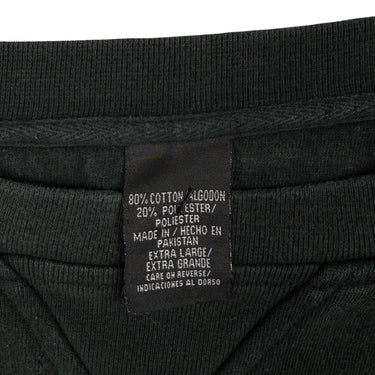 80% COTTON/ALGODON
20% POLYESTER/
POLIESTER
MADE IN / HECHO EN
PAKISTAN
EXTRA LARGE/
EXTRA GRANDE
CARE ON REVERSE/
INDICACIONES AL DORSO